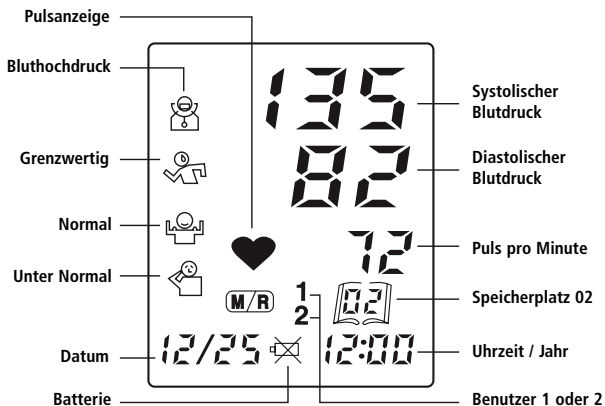 Pulsanzeige
Bluthochdruck
135
Systolischer
Blutdruck
Grenzwertig
82
Diastolischer
Blutdruck
Normal
72
Puls pro Minute
Unter Normal
M/R
1
2
02
Speicherplatz 02
Datum
12/25
12:00
Uhrzeit / Jahr
Batterie
Benutzer 1 oder 2